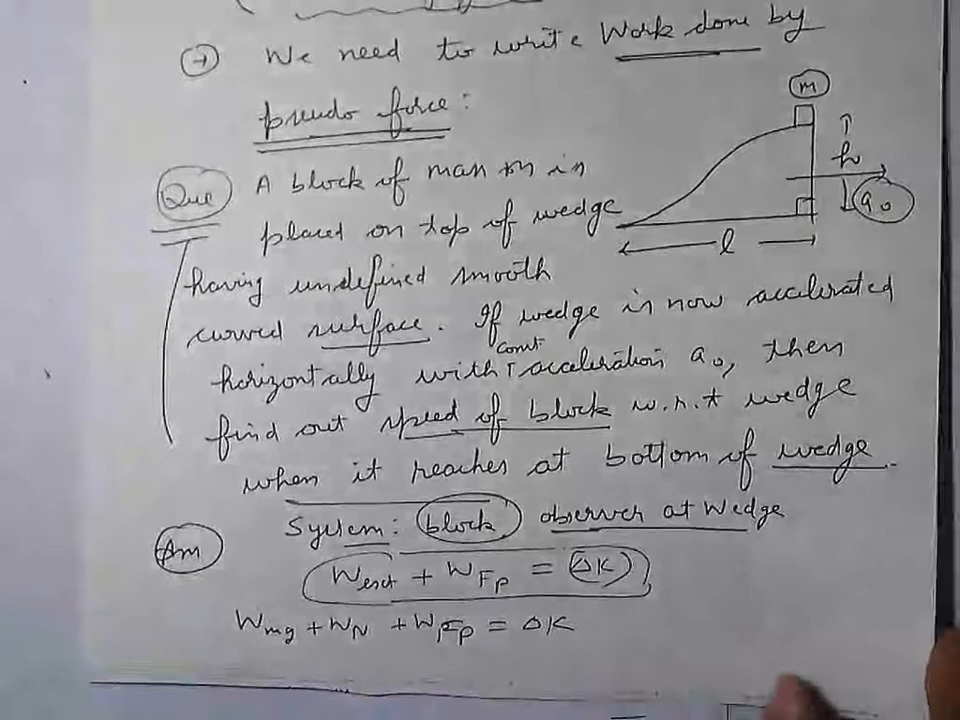 → We need to write Work done by
pseudo force:
m
h
a₀
l
Que A block of mass m is
placed on top of wedge
having undefined smooth
curved surface. If wedge is now accelerated
const
horizontally with acceleration a₀, then
find out speed of block w.r.t wedge
when it reaches at bottom of wedge.
Ans System: block observer at wedge
Wext + WFp = ΔK
Wmg + WN + WFp = ΔK